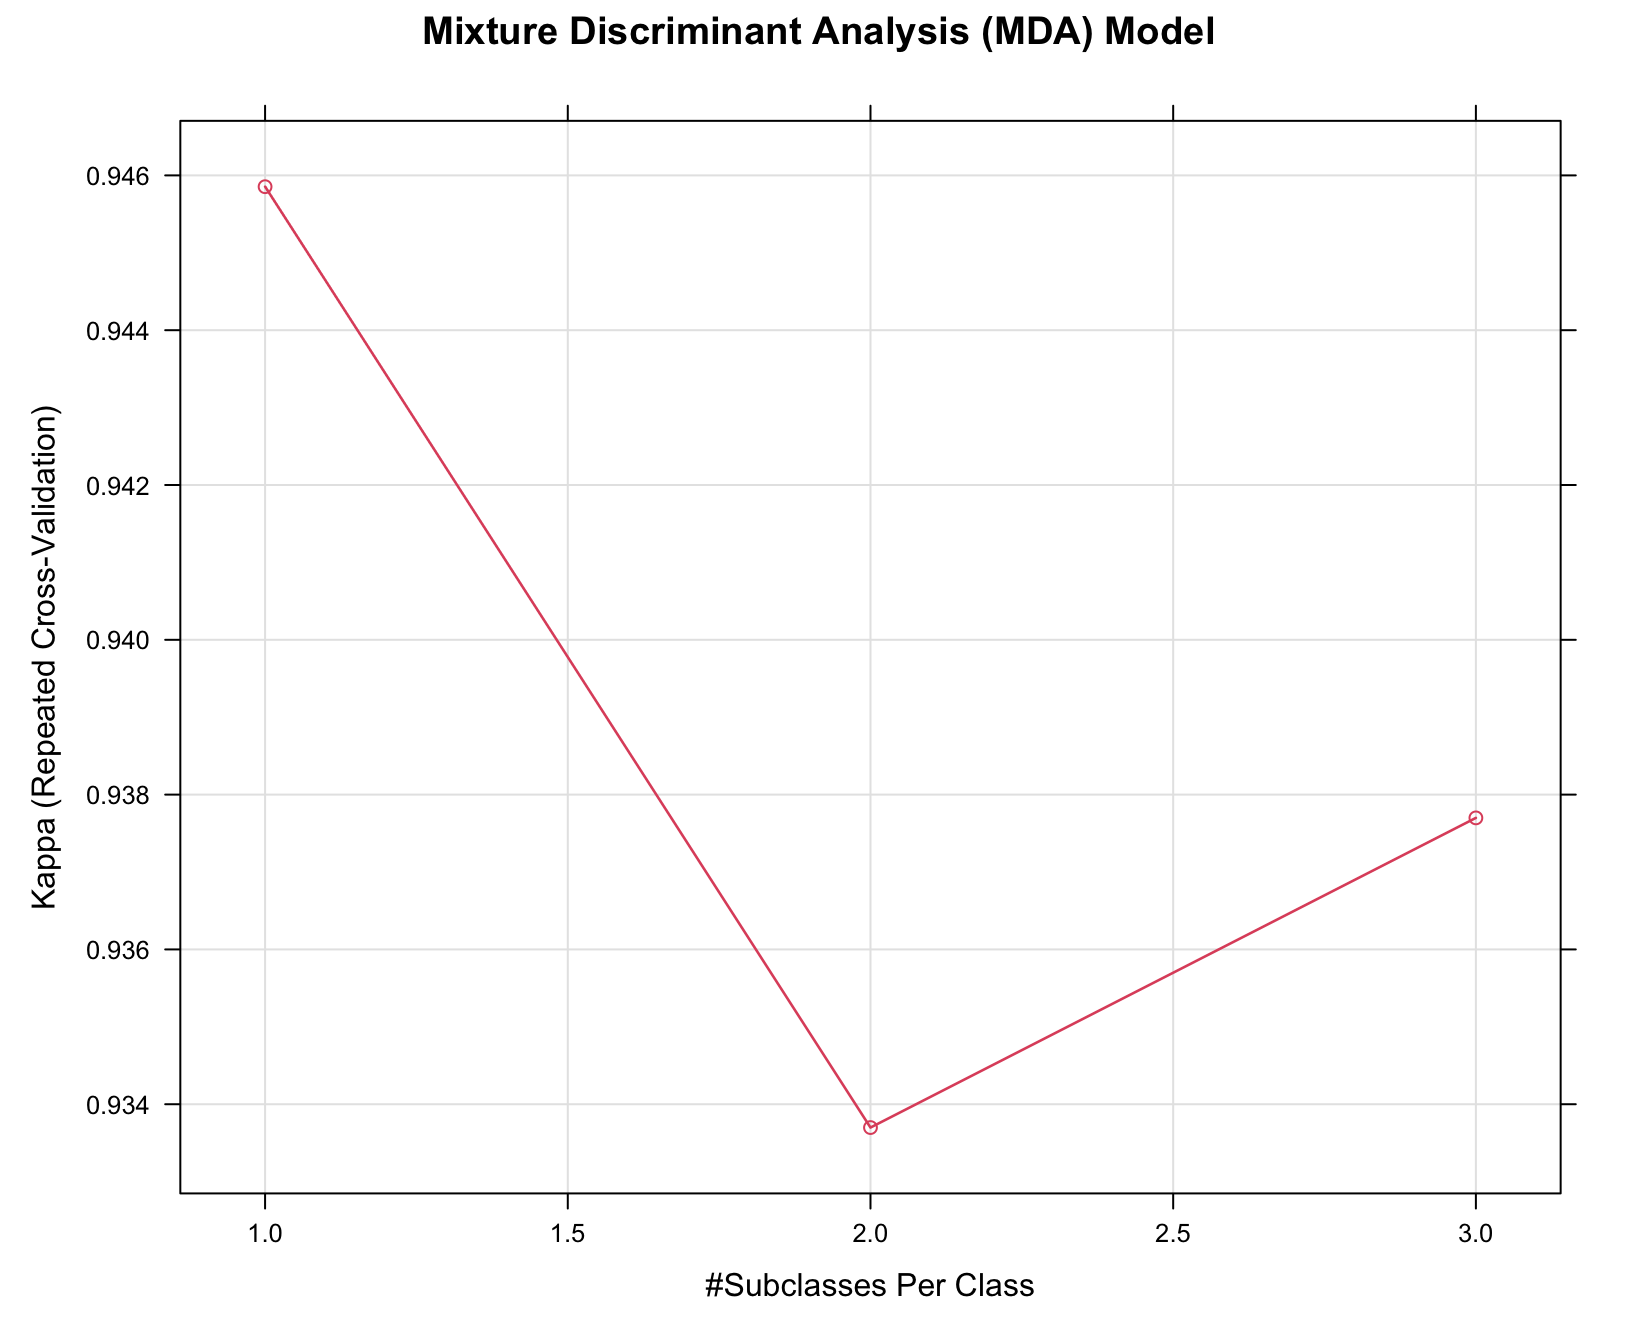 Mixture Discriminant Analysis (MDA) Model
0.946
0.944
0.942
0.940
0.938
0.936
0.934
Kappa (Repeated Cross-Validation)
1.0 1.5 2.0 2.5 3.0
#Subclasses Per Class